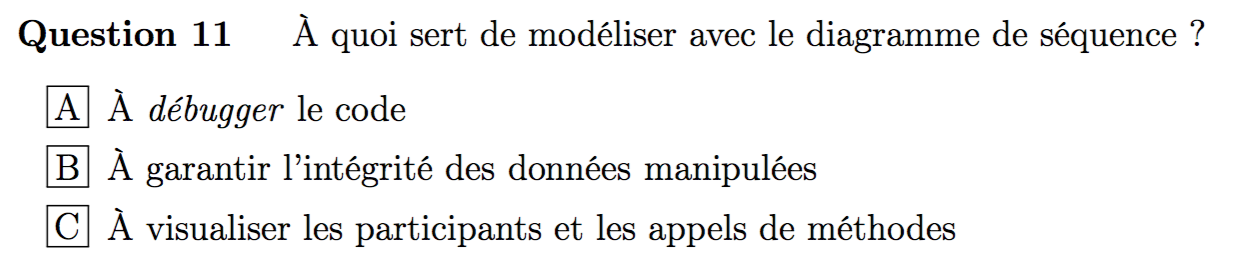 Question 11 À quoi sert de modéliser avec le diagramme de séquence ?
A À débugger le code
B À garantir l'intégrité des données manipulées
C À visualiser les participants et les appels de méthodes